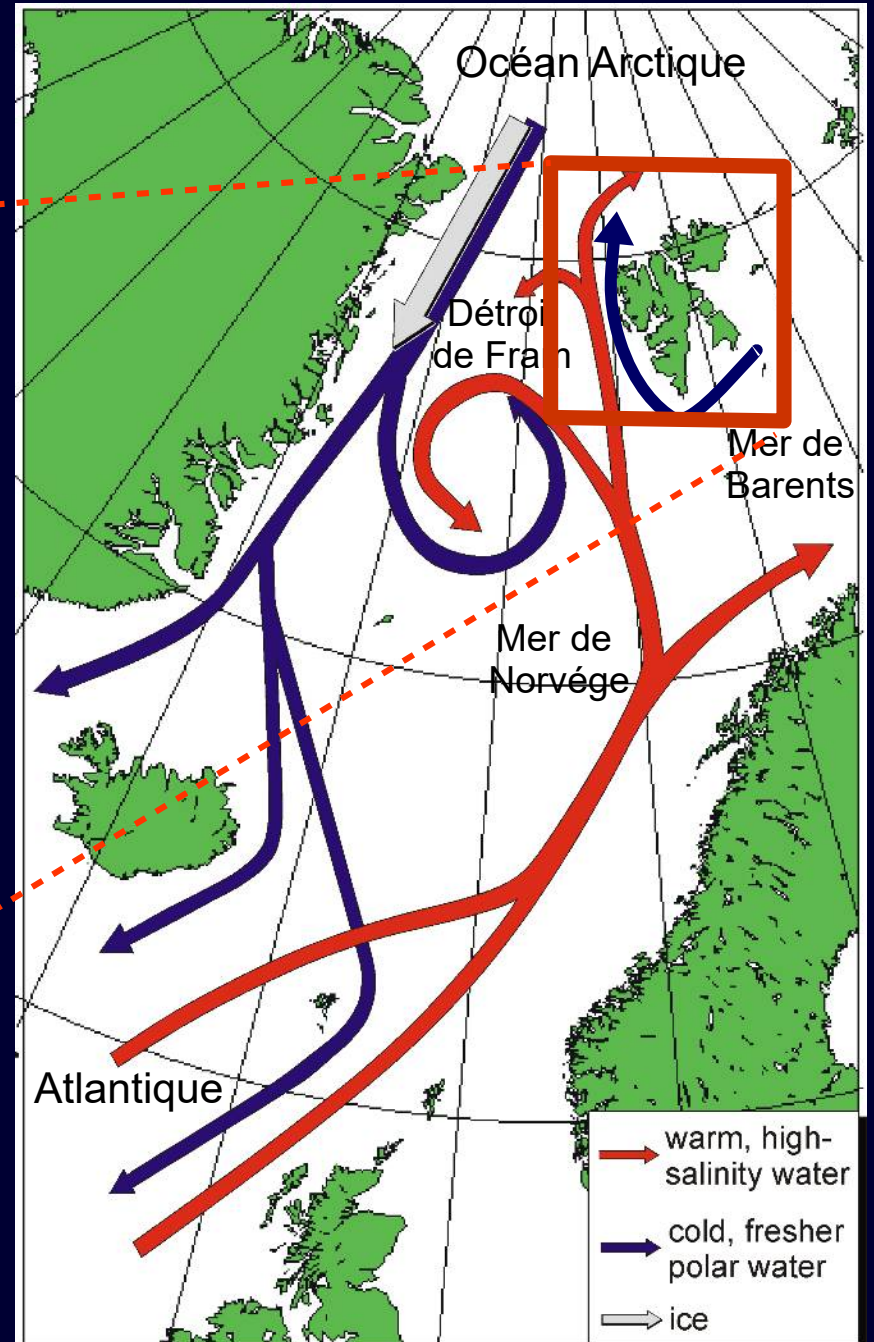 Océan Arctique
Détroi
de Fram
Mer de
Barents
Mer de
Norvége
Atlantique
warm, high-
salinity water
cold, fresher
polar water
ice